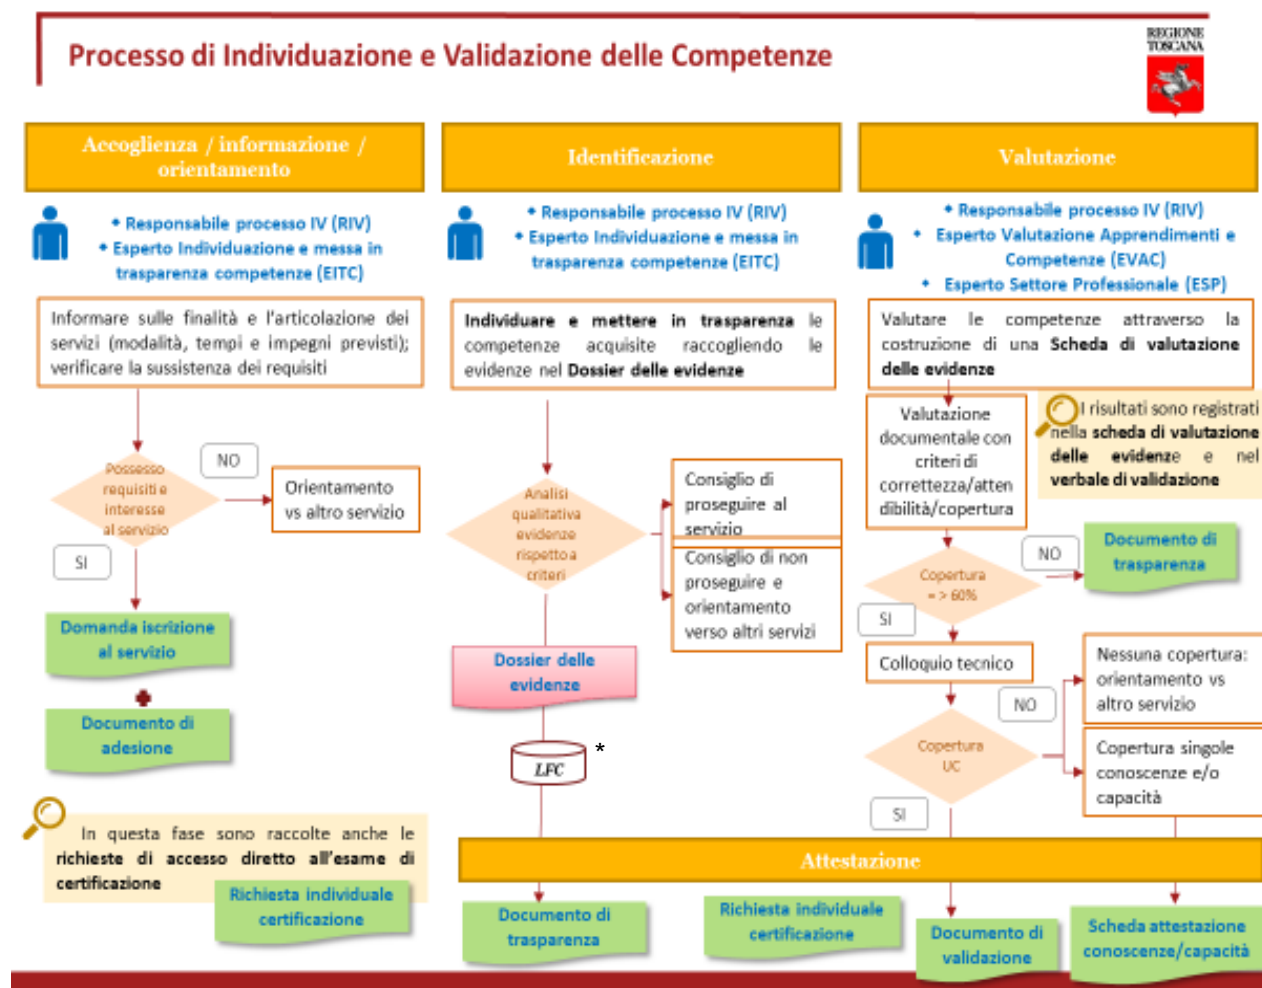 Processo di Individuazione e Validazione delle Competenze
REGIONE
TOSCANA
Accoglienza / informazione /
orientamento
• Responsabile processo IV (RIV)
• Esperto Individuazione e messa in
trasparenza competenze (EITC)
Informare sulle finalità e l'articolazione dei
servizi (modalità, tempi e impegni previsti);
verificare la sussistenza dei requisiti
Possesso
requisiti e
interesse
al servizio
NO
Orientamento
vs altro servizio
SI
Domanda iscrizione
al servizio
Documento di
adesione
In questa fase sono raccolte anche le
richieste di accesso diretto all'esame di
certificazione
Richiesta individuale
certificazione
Identificazione
• Responsabile processo IV (RIV)
• Esperto Individuazione e messa in
trasparenza competenze (EITC)
Individuare e mettere in trasparenza le
competenze acquisite raccogliendo le
evidenze nel Dossier delle evidenze
Analisi
qualitativa
evidenze
rispetto a
criteri
Consiglio di
proseguire al
servizio
Consiglio di non
proseguire e
orientamento
verso altri servizi
Dossier delle
evidenze
LFC *
Valutazione
• Responsabile processo IV (RIV)
• Esperto Valutazione Apprendimenti e
Competenze (EVAC)
• Esperto Settore Professionale (ESP)
Valutare le competenze attraverso la
costruzione di una Scheda di valutazione
delle evidenze
Valutazione
documentale con
criteri di
correttezza/atten
dibilità/copertura
I risultati sono registrati
nella scheda di valutazione
delle evidenze e nel
verbale di validazione
Copertura
= > 60%
NO
Documento di
trasparenza
SI
Colloquio tecnico
Copertura
UC
NO
Nessuna copertura:
orientamento vs
altro servizio
Copertura singole
conoscenze e/o
capacità
SI
Attestazione
Documento di
trasparenza
Richiesta individuale
certificazione
Documento di
validazione
Scheda attestazione
conoscenze/capacità